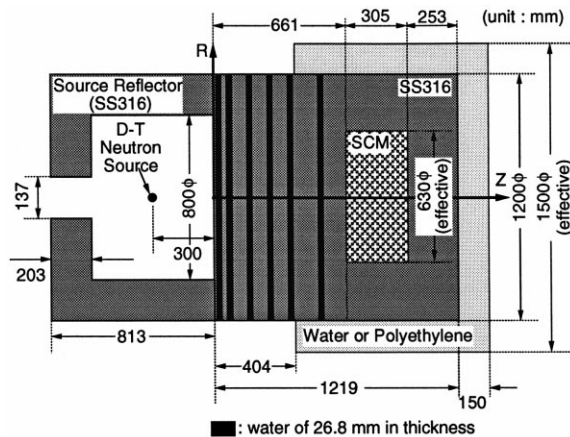 661
305
253
(unit : mm)
R
Source Reflector
(SS316)
SS316
D-T
Neutron
Source
SCM
Z
137
800ϕ
630ϕ
(effective)
1200ϕ
1500ϕ
(effective)
300
203
813
Water or Polyethylene
404
1219
150
: water of 26.8 mm in thickness